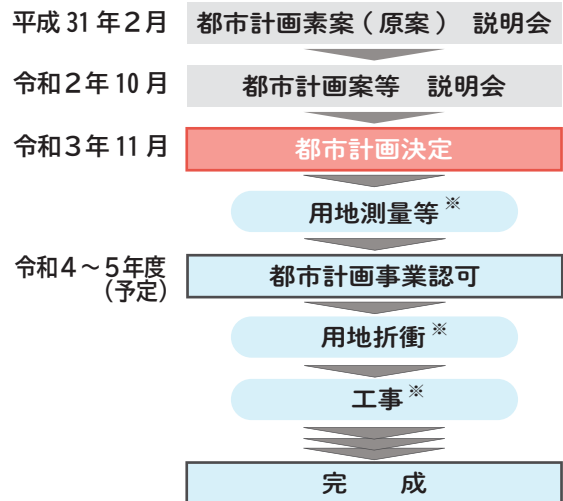 平成31年2月 都市計画素案(原案) 説明会
令和2年10月 都市計画案等 説明会
令和3年11月 都市計画決定
用地測量等※
令和4～5年度
(予定)
都市計画事業認可
用地折衝※
工事※
完 成